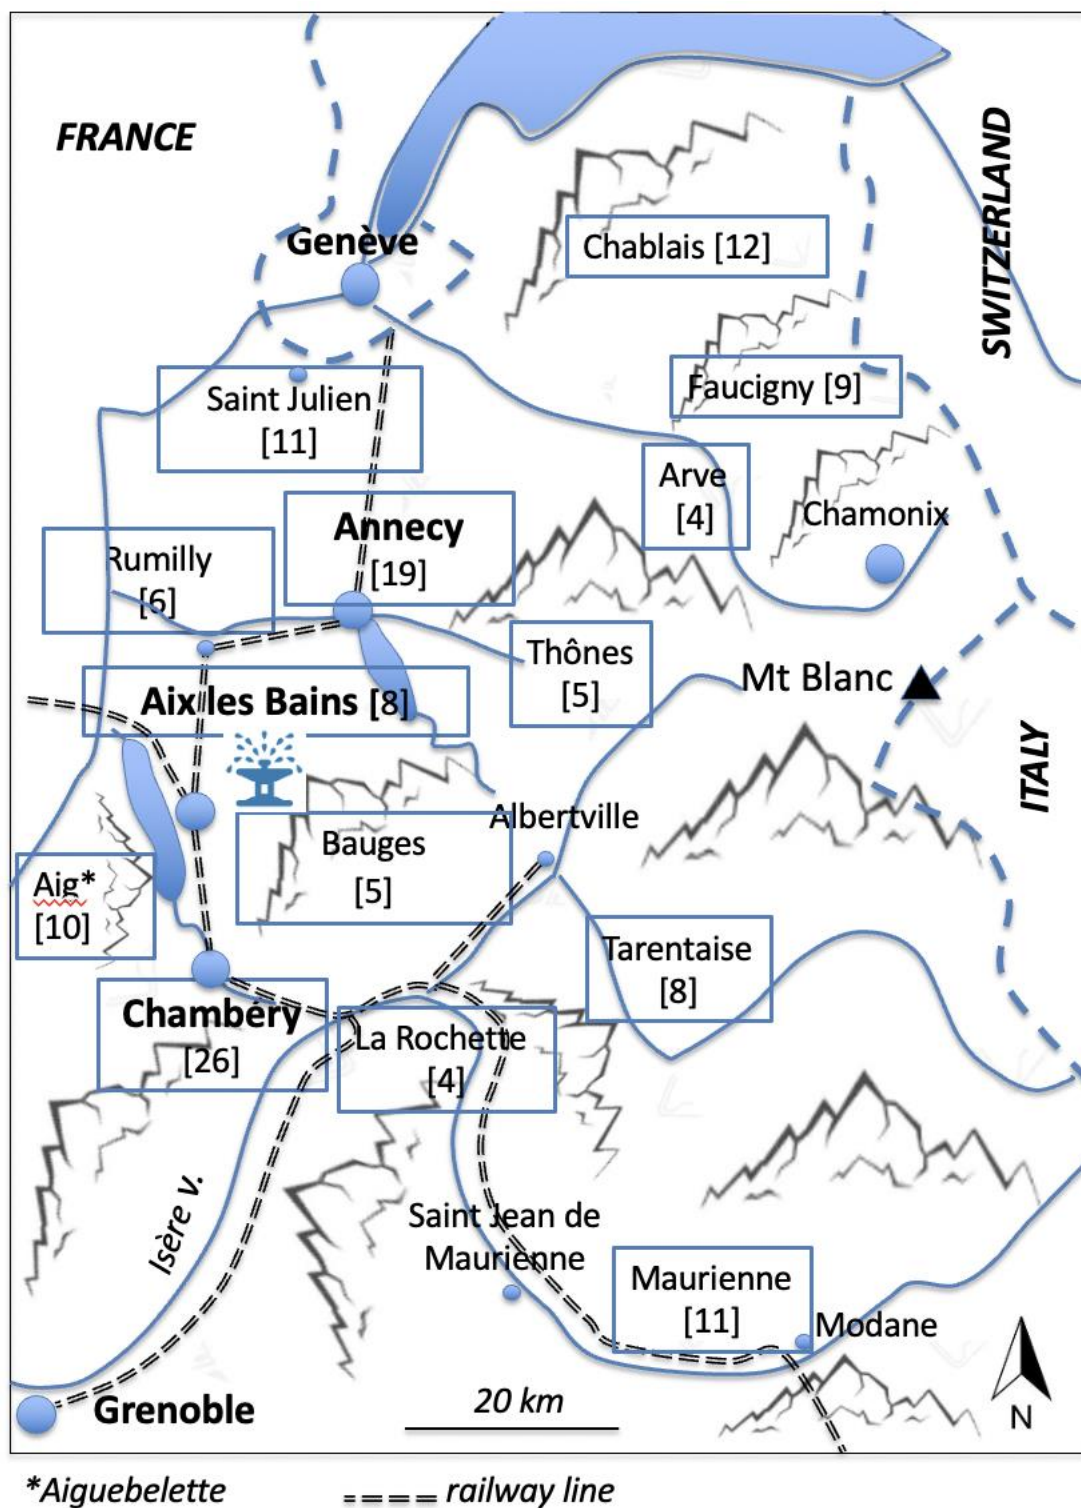 FRANCE
SWITZERLAND
Genève
Chablais [12]
Faucigny [9]
Saint Julien
[11]
Arve
[4]
Chamonix
Annecy
[19]
Rumilly
[6]
Thônes
[5]
Mt Blanc
Aix les Bains [8]
ITALY
Albertville
Bauges
[5]
Aig*
[10]
Tarentaise
[8]
Chambéry
[26]
La Rochette
[4]
Isère v.
Saint Jean de
Maurienne
Maurienne
[11]
Modane
Grenoble
20 km
N
*Aiguebelette
railway line